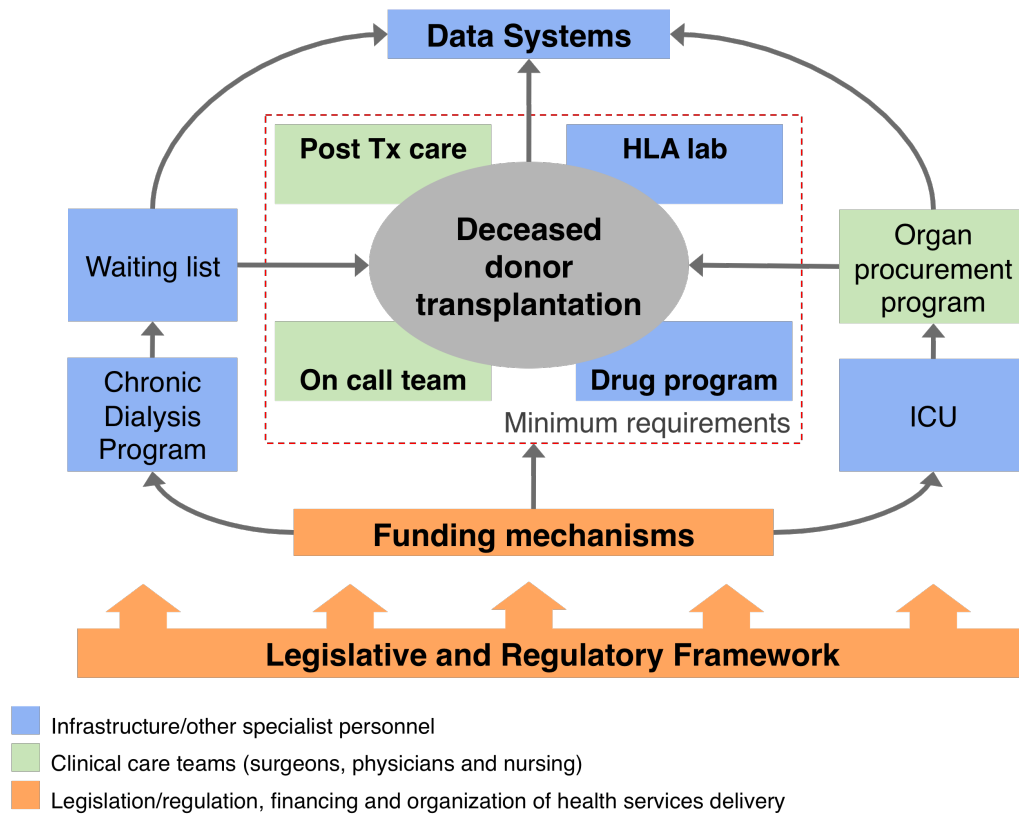 Data Systems
Post Tx care
HLA lab
Deceased
donor
transplantation
Waiting list
Organ
procurement
program
On call team
Drug program
Minimum requirements
Chronic
Dialysis
Program
ICU
Funding mechanisms
Legislative and Regulatory Framework
Infrastructure/other specialist personnel
Clinical care teams (surgeons, physicians and nursing)
Legislation/regulation, financing and organization of health services delivery